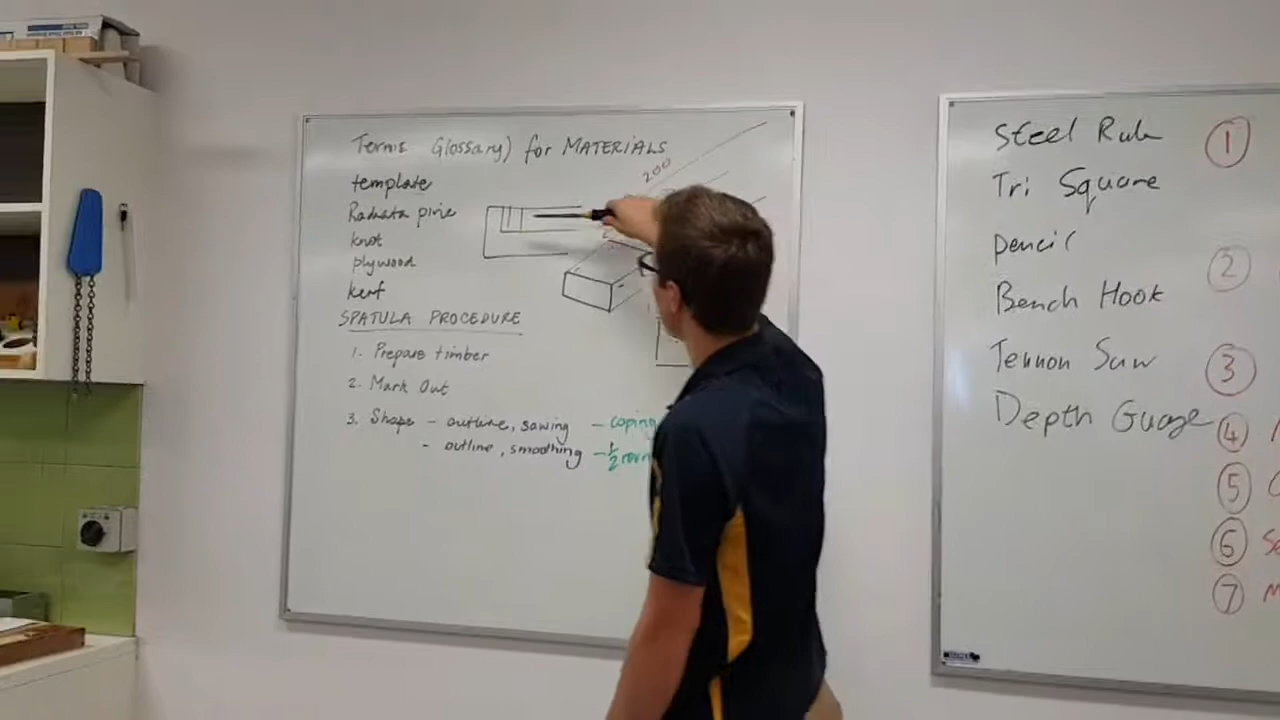 Terms Glossary) for MATERIALS
template
Radiata pine
knot
plywood
kerf
200
SPATULA PROCEDURE
1. Prepare timber
2. Mark Out
3. Shape - outline, sawing - coping
- outline, smoothing - 1/2 roun
Steel Rule
Tri Square
pencil
Bench Hook
Tennon Saw
Depth Guage
1
2
3
4
5
6
7